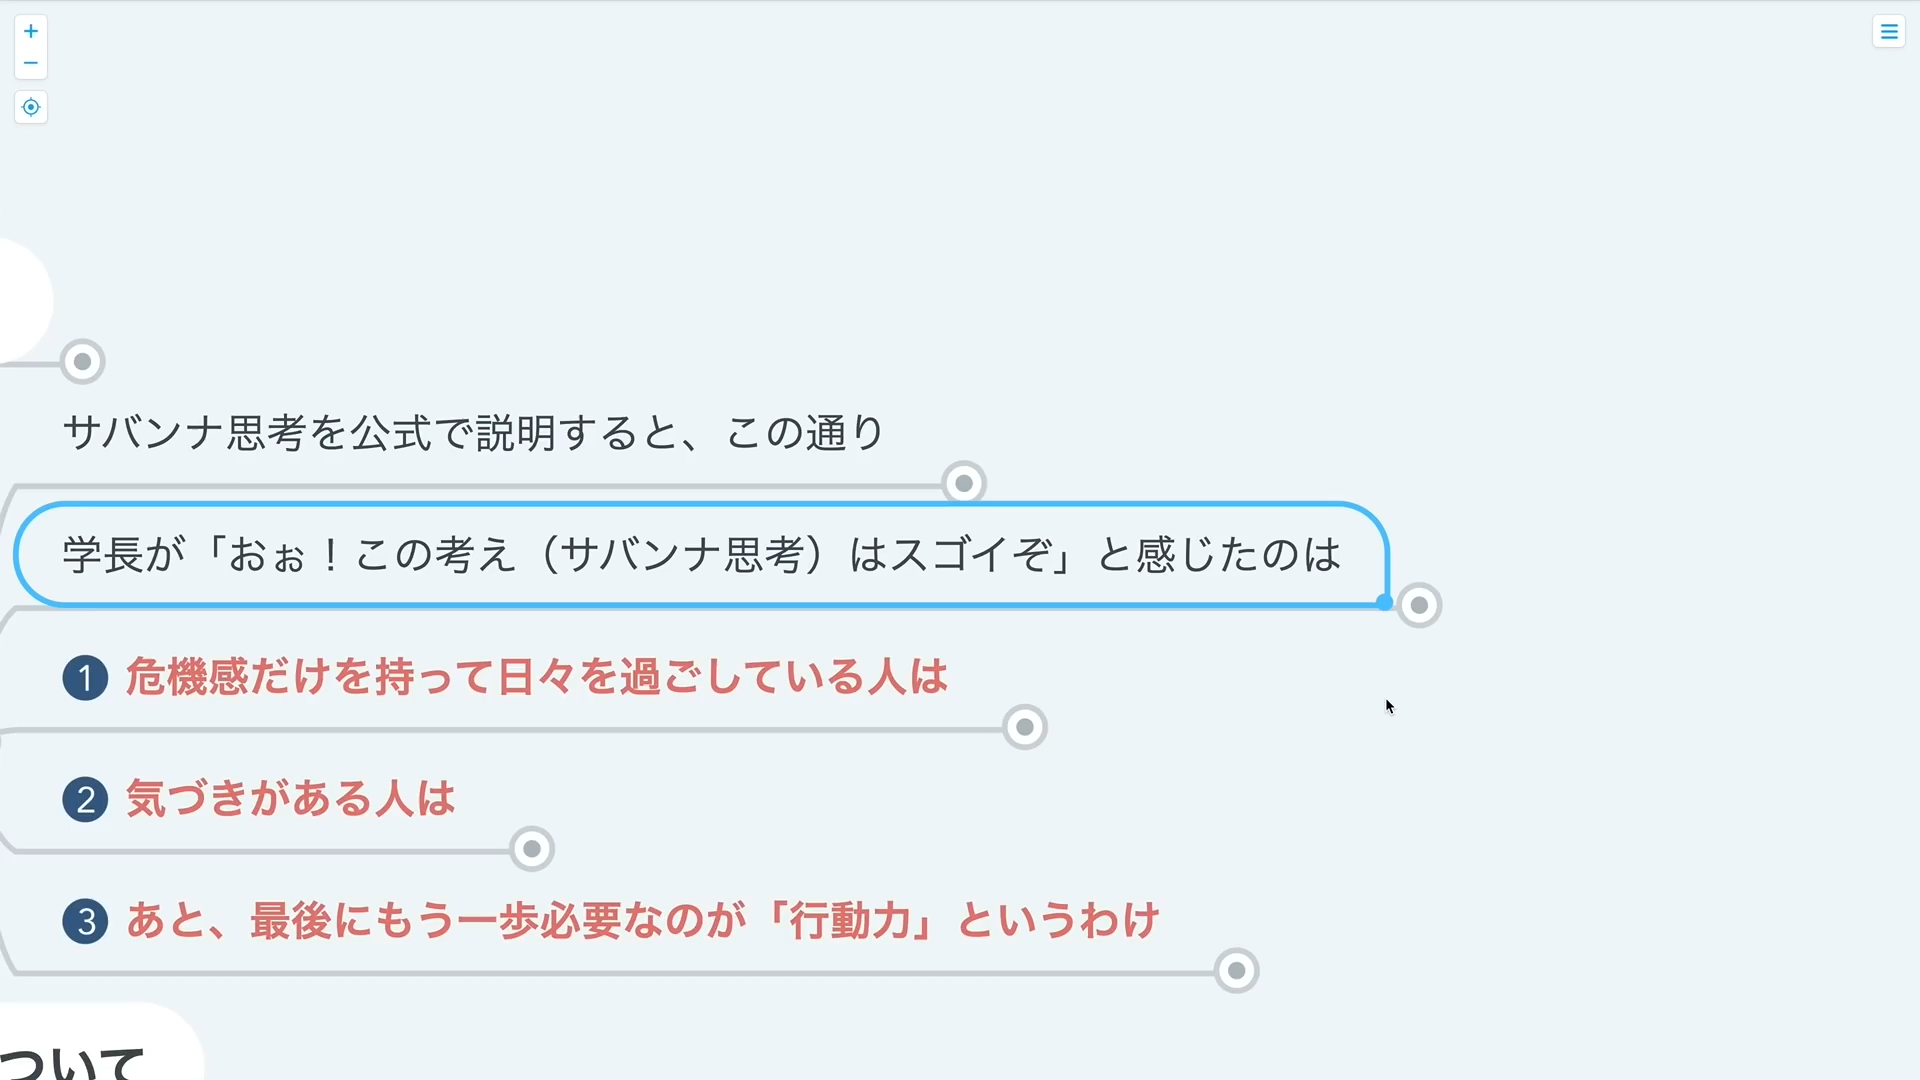 サバンナ思考を公式で説明すると、この通り
学長が「おぉ！この考え（サバンナ思考）はスゴイぞ」と感じたのは
1 危機感だけを持って日々を過ごしている人は
2 気づきがある人は
3 あと、最後にもう一歩必要なのが「行動力」というわけ
ついて